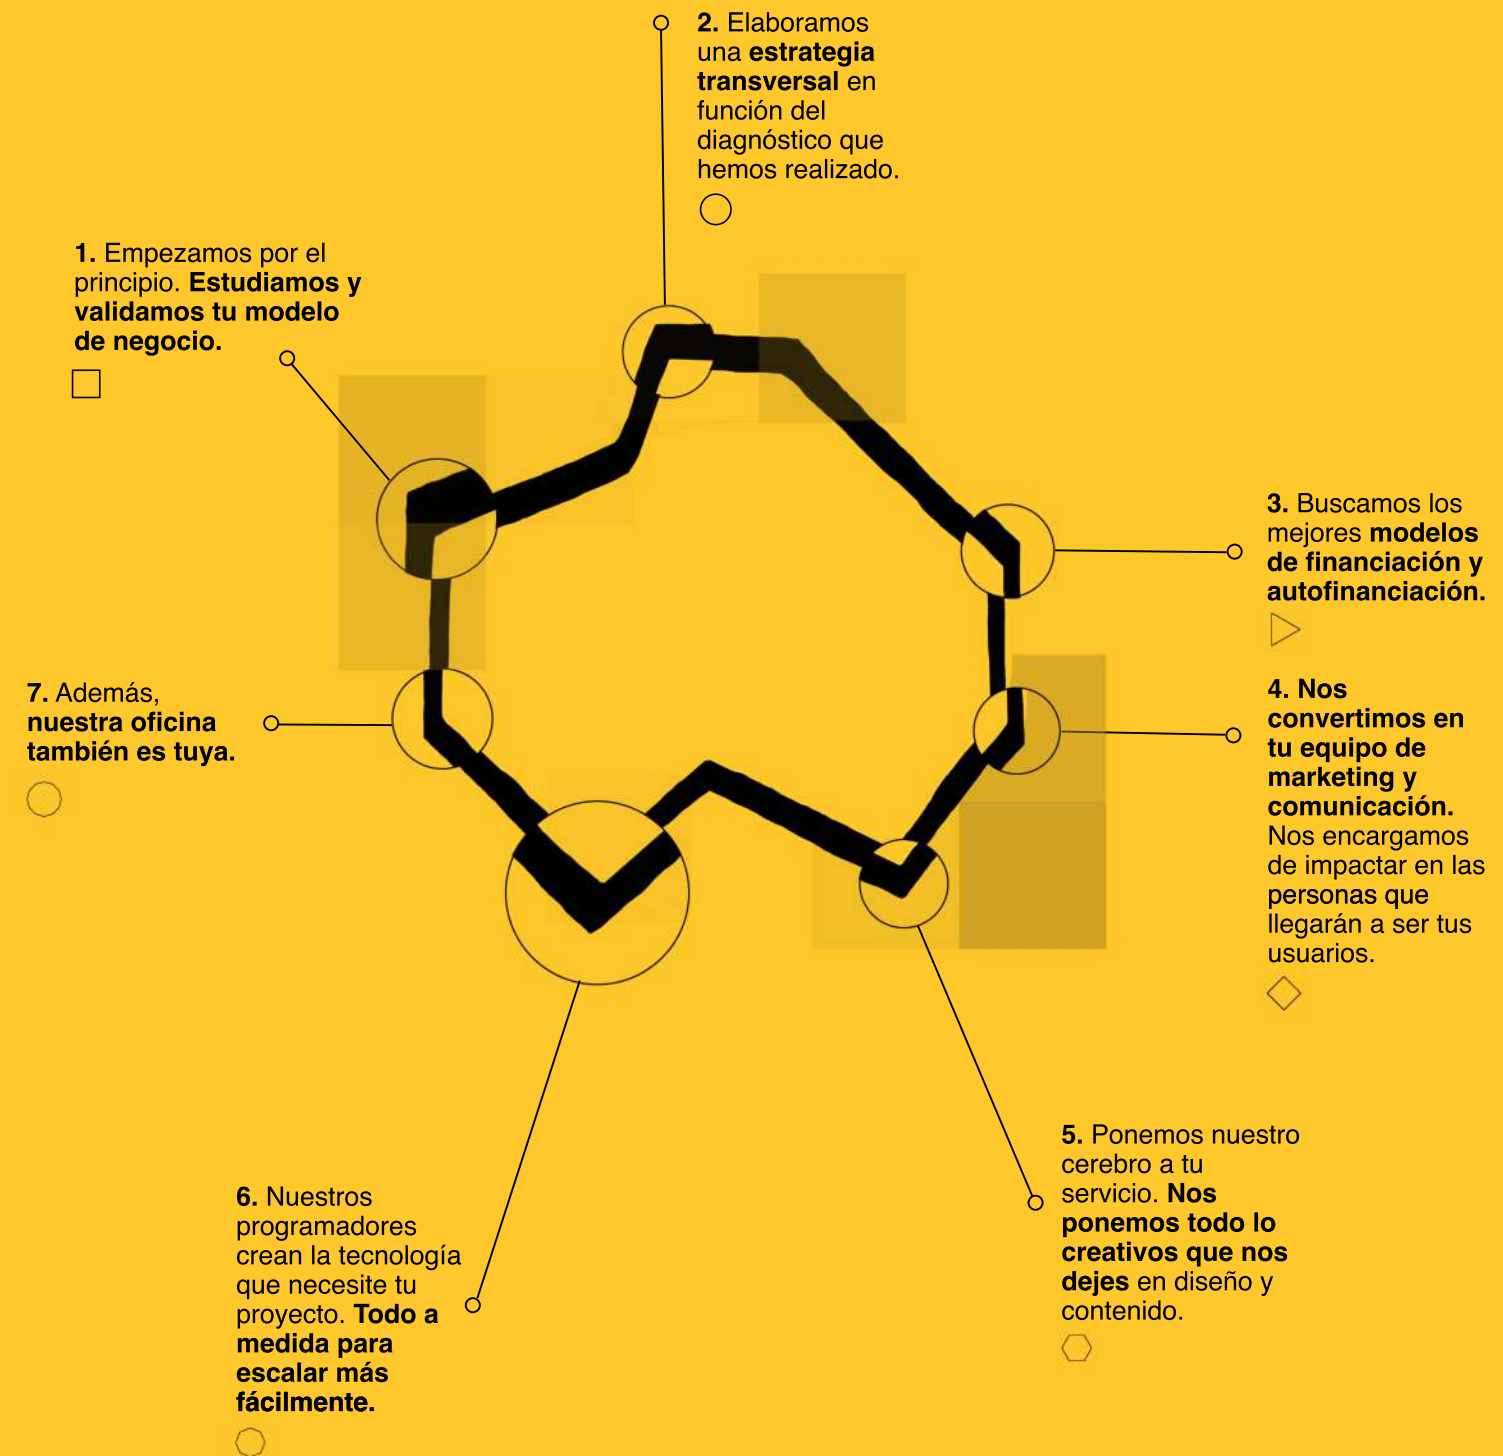 1. Empezamos por el
principio. Estudiamos y
validamos tu modelo
de negocio.
2. Elaboramos
una estrategia
transversal en
función del
diagnóstico que
hemos realizado.
3. Buscamos los
mejores modelos
de financiación y
autofinanciación.
4. Nos
convertimos en
tu equipo de
marketing y
comunicación.
Nos encargamos
de impactar en las
personas que
llegarán a ser tus
usuarios.
5. Ponemos nuestro
cerebro a tu
servicio. Nos
ponemos todo lo
creativos que nos
dejes en diseño y
contenido.
6. Nuestros
programadores
crean la tecnología
que necesite tu
proyecto. Todo a
medida para
escalar más
fácilmente.
7. Además,
nuestra oficina
también es tuya.